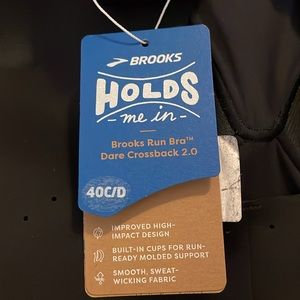 BROOKS
HOLDS
me in
Brooks Run Bra™
Dare Crossback 2.0
40C/D
IMPROVED HIGH-
IMPACT DESIGN
BUILT-IN CUPS FOR RUN-
READY MOLDED SUPPORT
SMOOTH, SWEAT-
WICKING FABRIC